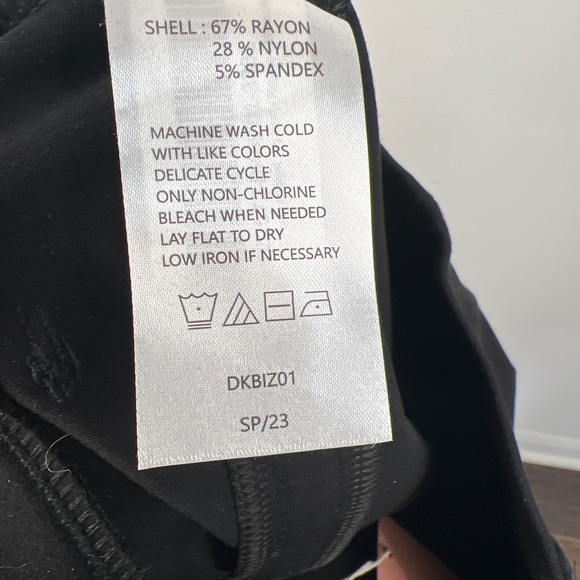 SHELL : 67% RAYON
28 % NYLON
5% SPANDEX
MACHINE WASH COLD
WITH LIKE COLORS
DELICATE CYCLE
ONLY NON-CHLORINE
BLEACH WHEN NEEDED
LAY FLAT TO DRY
LOW IRON IF NECESSARY
DKBIZ01
SP/23